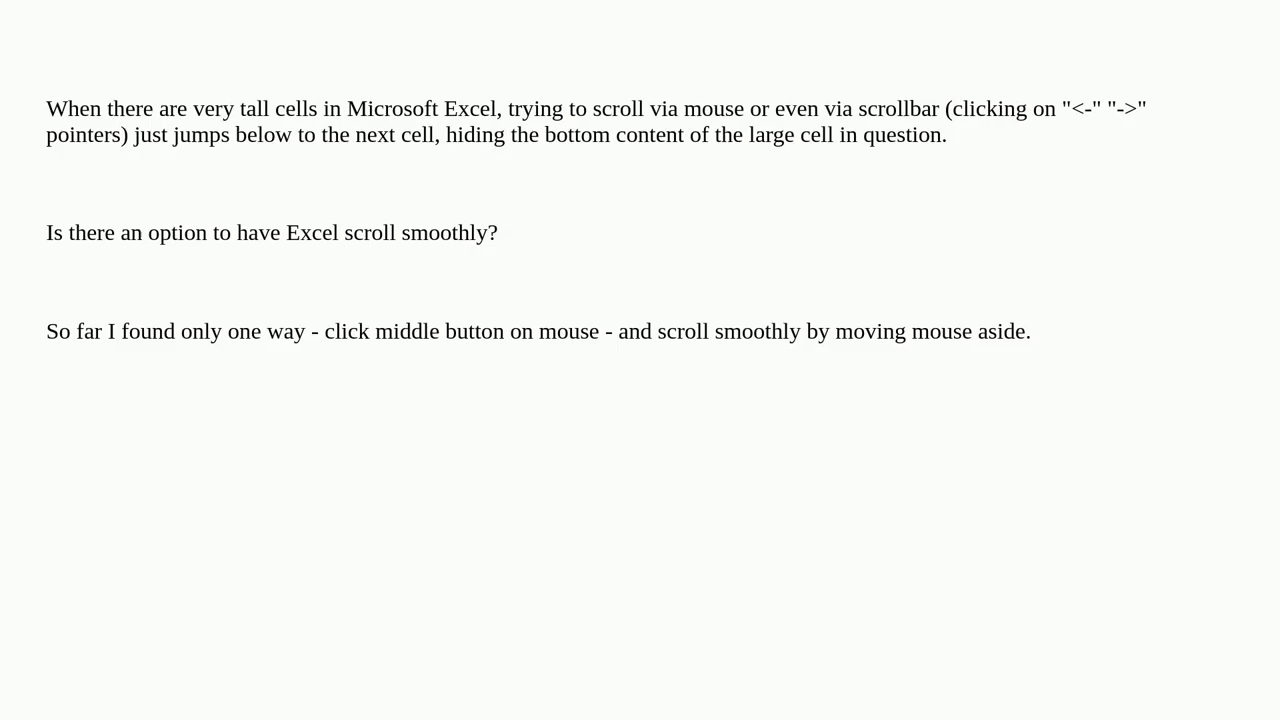 When there are very tall cells in Microsoft Excel, trying to scroll via mouse or even via scrollbar (clicking on "<-" "->"
pointers) just jumps below to the next cell, hiding the bottom content of the large cell in question.
Is there an option to have Excel scroll smoothly?
So far I found only one way - click middle button on mouse - and scroll smoothly by moving mouse aside.